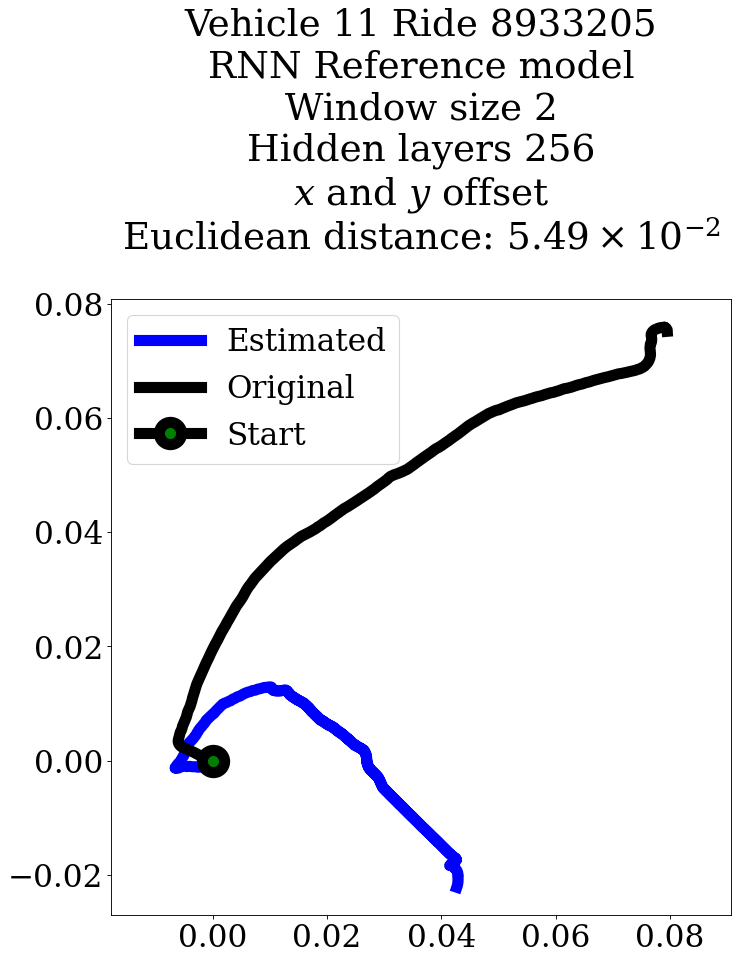 Vehicle 11 Ride 8933205
RNN Reference model
Window size 2
Hidden layers 256
x and y offset
Euclidean distance: 5.49 × 10⁻²
Estimated
Original
Start
0.08
0.06
0.04
0.02
0.00
−0.02
0.00 0.02 0.04 0.06 0.08